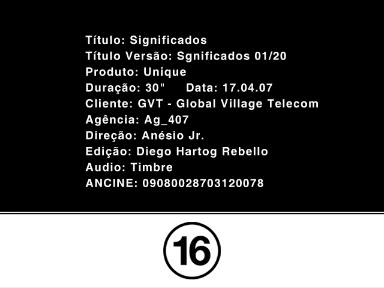 Título: Significados
Título Versão: Sgnificados 01/20
Produto: Unique
Duração: 30" Data: 17.04.07
Cliente: GVT - Global Village Telecom
Agência: Ag_407
Direção: Anésio Jr.
Edição: Diego Hartog Rebello
Audio: Timbre
ANCINE: 09080028703120078
16